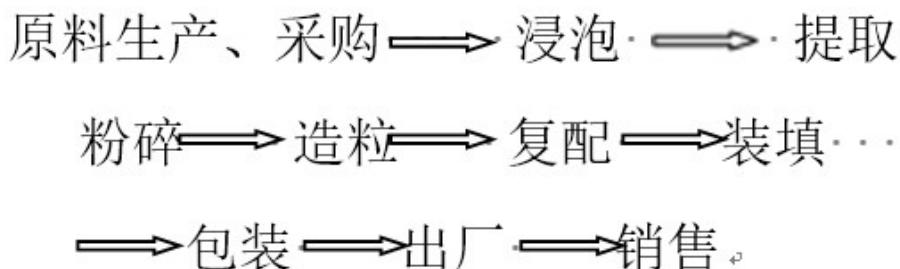 原料生产、采购 浸泡 提取
粉碎 造粒 复配 装填
包装 出厂 销售